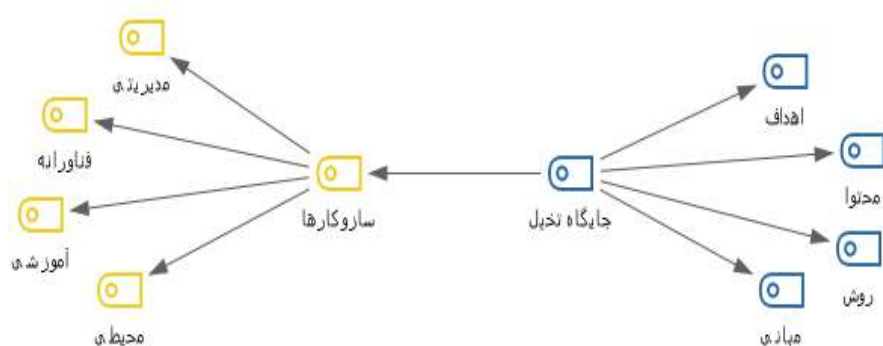 اهداف
محتوا
روش
مبانی
جایگاه تخیل
سازوکارها
مدیریتی
فناورانه
آموزشی
محیطی